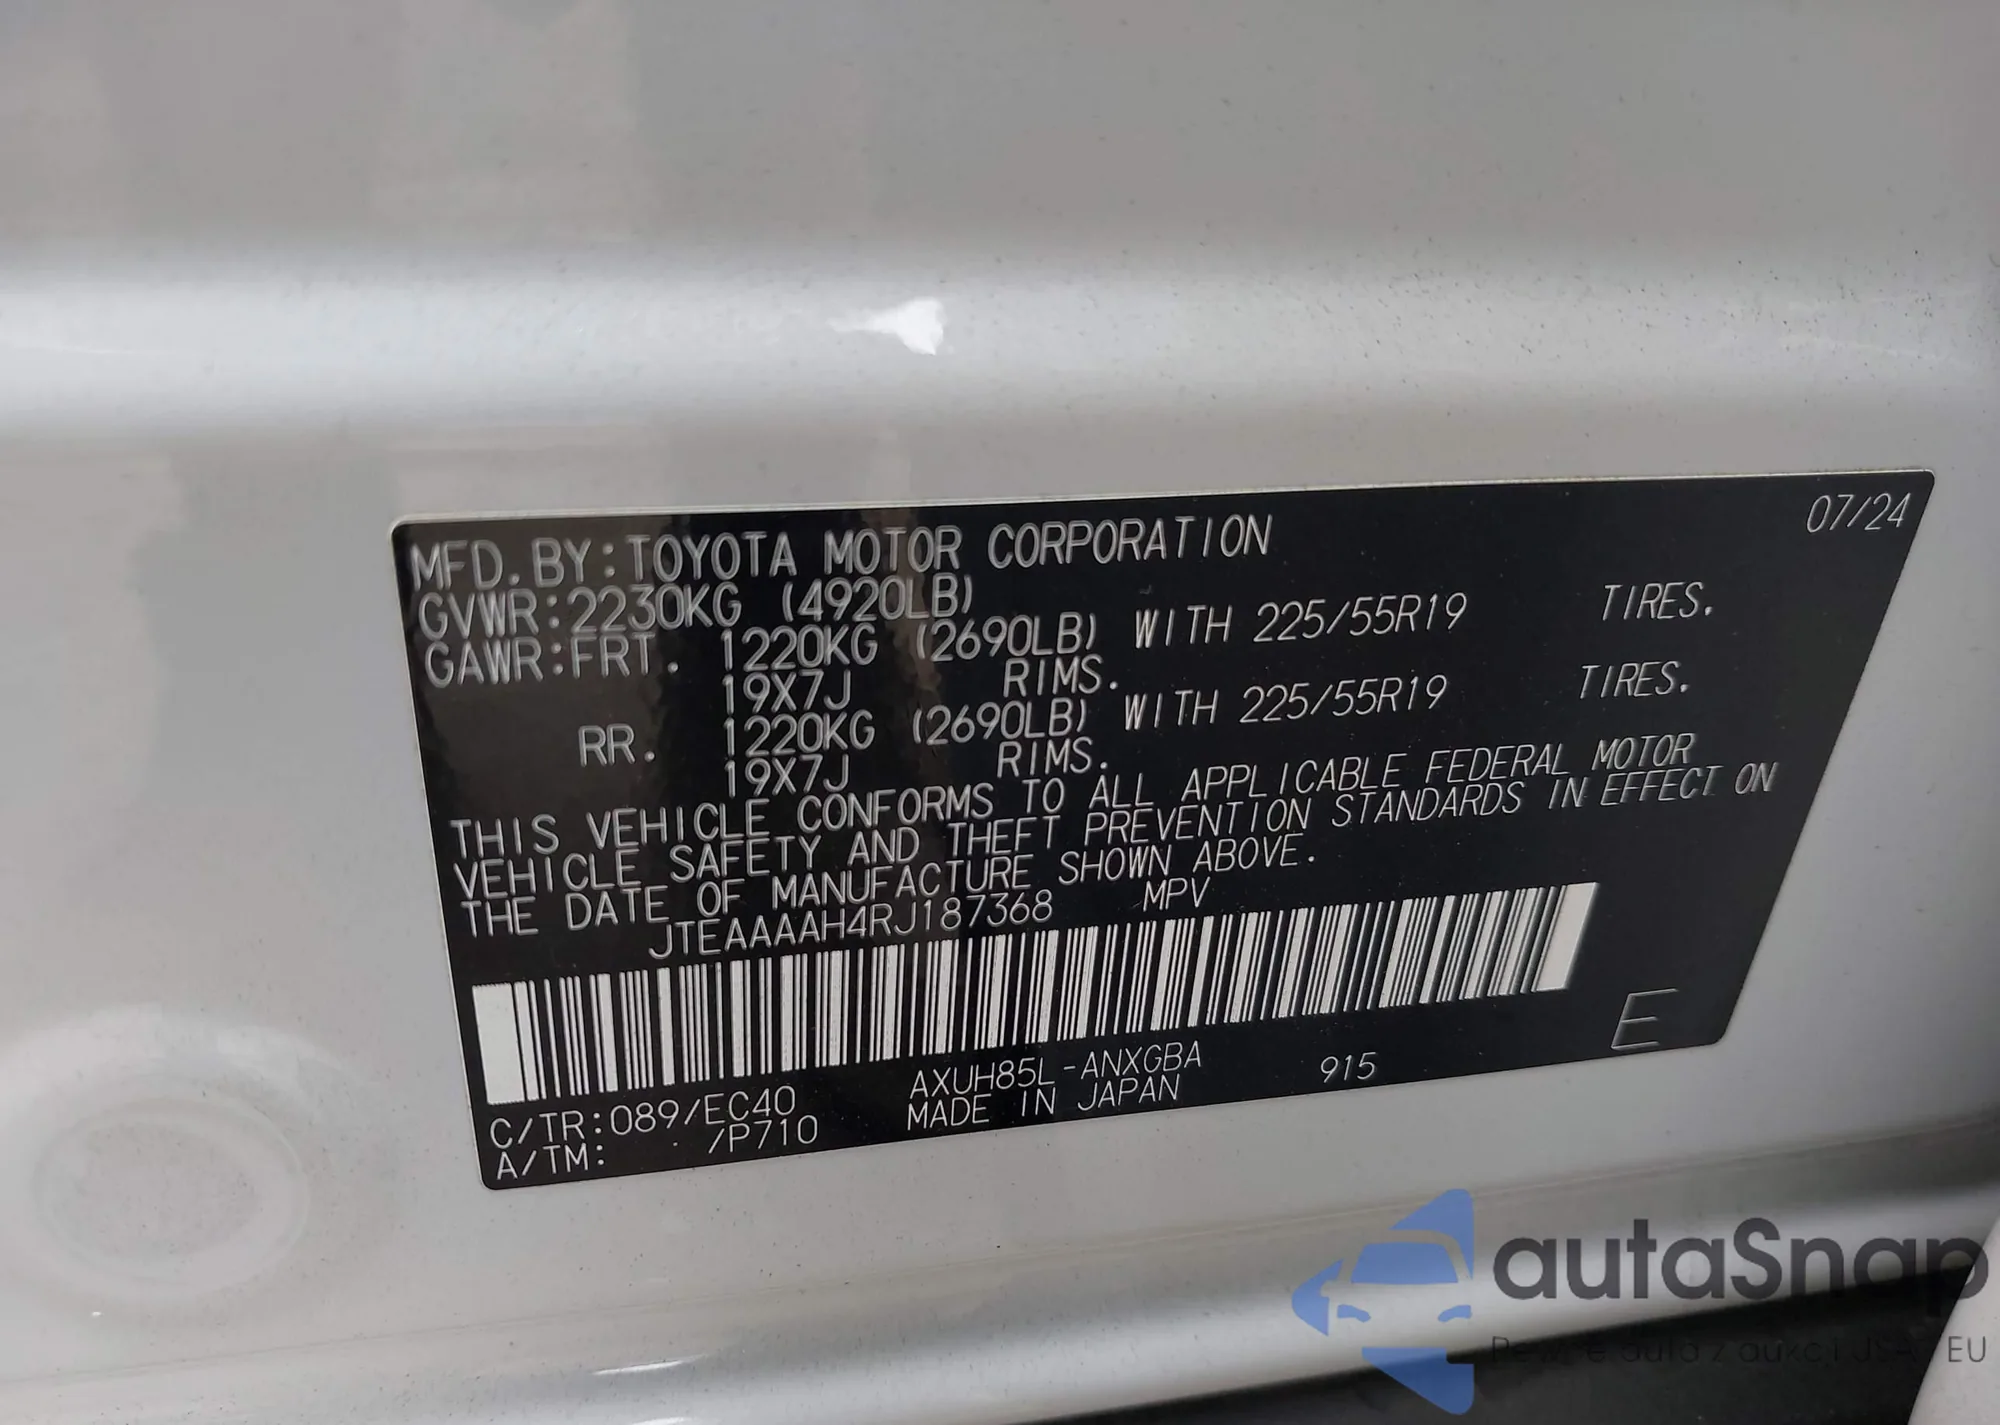 07/24
MFD. BY:TOYOTA MOTOR CORPORATION
GVWR:2230KG (4920LB)
GAWR:FRT. 1220KG (2690LB) WITH 225/55R19 TIRES.
19X7J RIMS.
RR. 1220KG (2690LB) WITH 225/55R19 TIRES.
19X7J RIMS.
THIS VEHICLE CONFORMS TO ALL APPLICABLE FEDERAL MOTOR
VEHICLE SAFETY AND THEFT PREVENTION STANDARDS IN EFFECT ON
THE DATE OF MANUFACTURE SHOWN ABOVE.
JTEAAAAH4RJ187368 MPV
C/TR:089/EC40 AXUH85L-ANXGBA 915 E
A/TM: /P710 MADE IN JAPAN
autaSnap
auta z EU